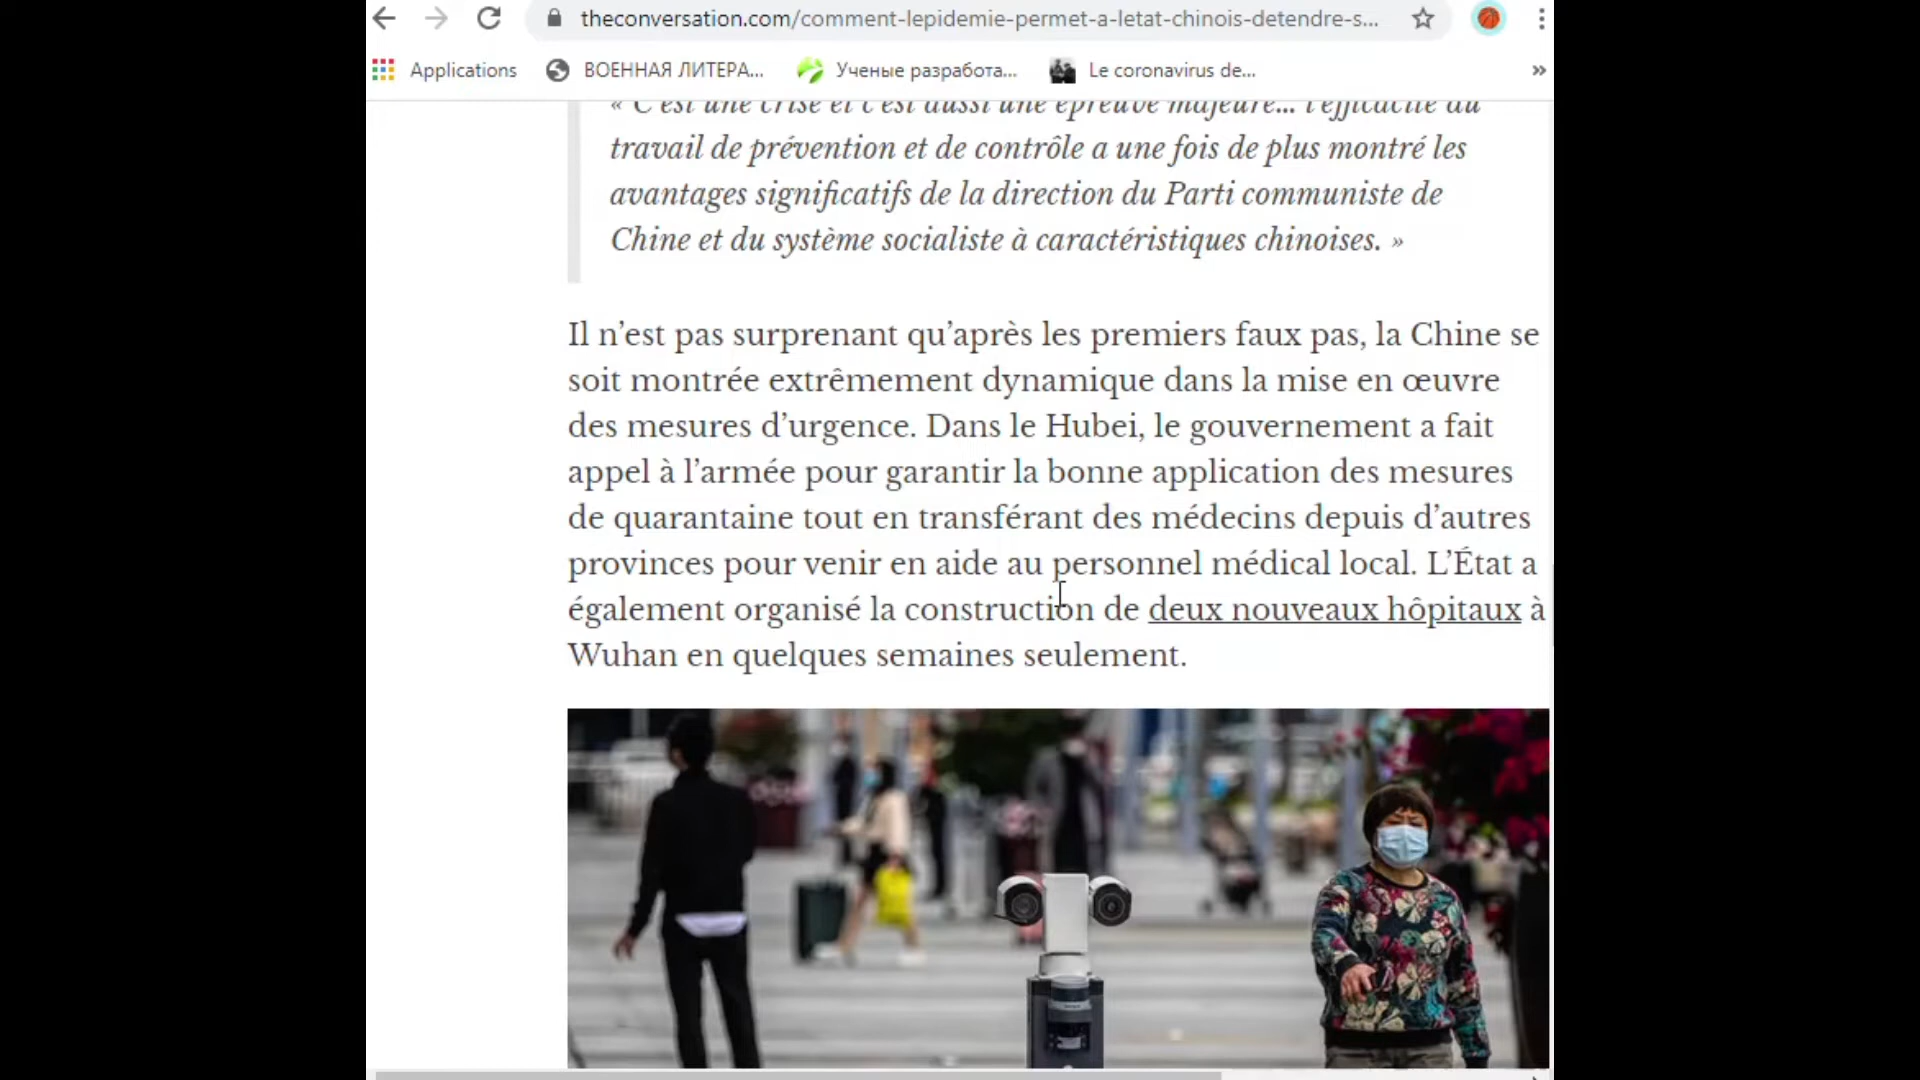 theconversation.com/comment-lepidemie-permet-a-letat-chinois-detendre-s...
Applications ВОЕННАЯ ЛИТЕРА... Ученые разработа... Le coronavirus de... »
« C'est une crise et c'est aussi une épreuve majeure... l'efficacité du
travail de prévention et de contrôle a une fois de plus montré les
avantages significatifs de la direction du Parti communiste de
Chine et du système socialiste à caractéristiques chinoises. »
Il n’est pas surprenant qu’après les premiers faux pas, la Chine se
soit montrée extrêmement dynamique dans la mise en œuvre
des mesures d’urgence. Dans le Hubei, le gouvernement a fait
appel à l’armée pour garantir la bonne application des mesures
de quarantaine tout en transférant des médecins depuis d’autres
provinces pour venir en aide au personnel médical local. L’État a
également organisé la construction de deux nouveaux hôpitaux à
Wuhan en quelques semaines seulement.